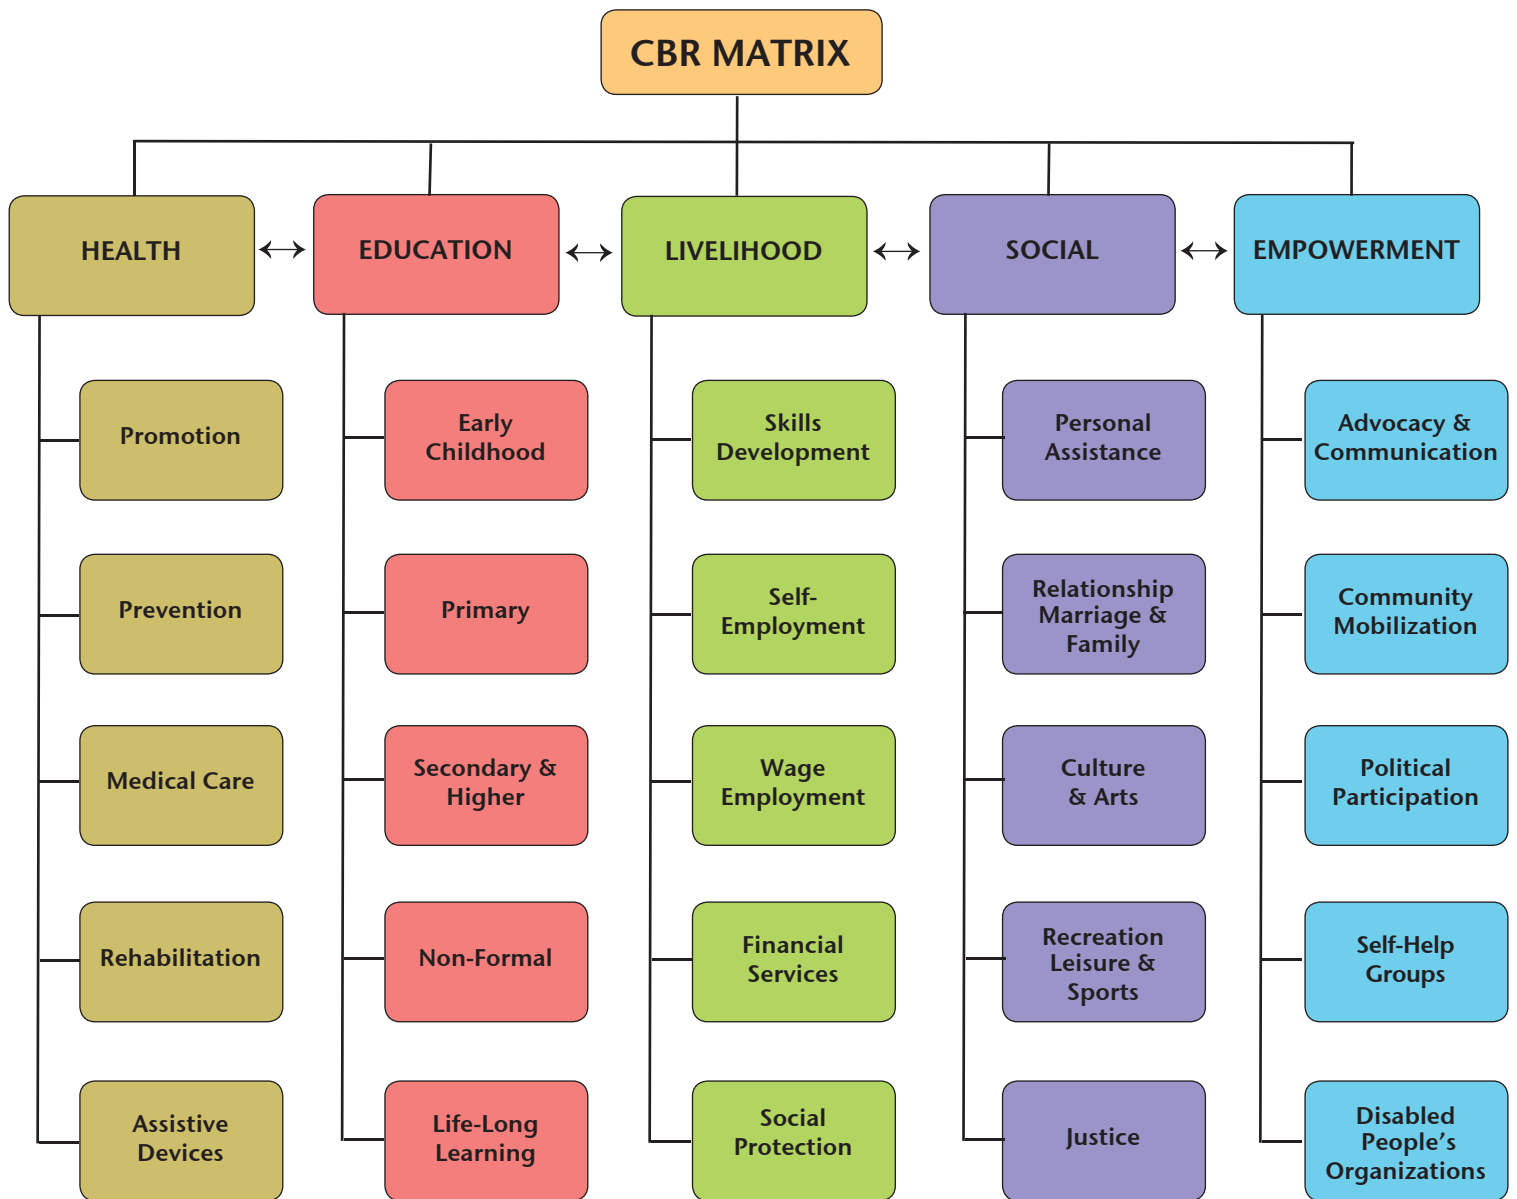 CBR MATRIX
HEALTH
EDUCATION
LIVELIHOOD
SOCIAL
EMPOWERMENT
Promotion
Prevention
Medical Care
Rehabilitation
Assistive
Devices
Early
Childhood
Primary
Secondary &
Higher
Non-Formal
Life-Long
Learning
Skills
Development
Self-
Employment
Wage
Employment
Financial
Services
Social
Protection
Personal
Assistance
Relationship
Marriage &
Family
Culture
& Arts
Recreation
Leisure &
Sports
Justice
Advocacy &
Communication
Community
Mobilization
Political
Participation
Self-Help
Groups
Disabled
People’s
Organizations